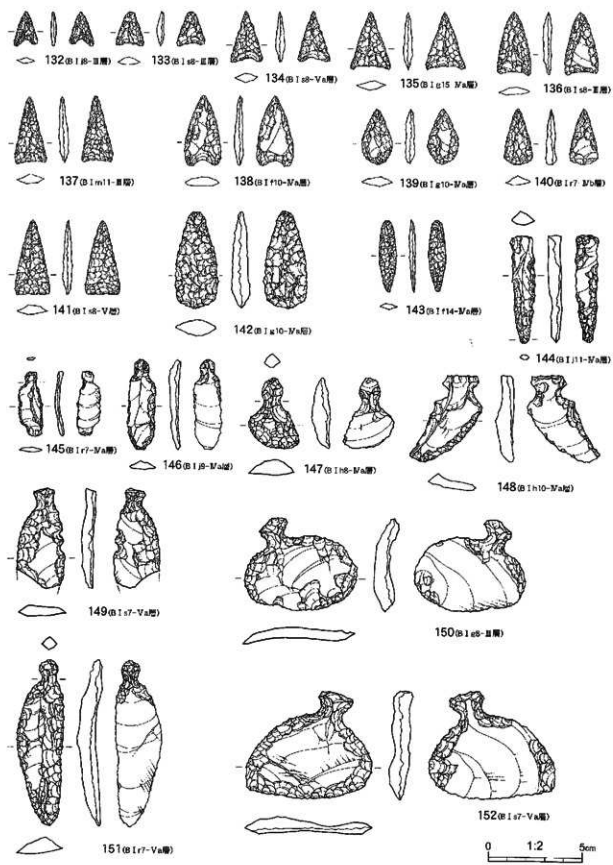 132(BⅠj8-Ⅲ層) 133(BⅠs8-Ⅲ層) 134(BⅠs8-Ⅴa層) 135(BⅠg15-Ⅳa層) 136(BⅠs8-Ⅲ層)
137(BⅠm11-Ⅲ層) 138(BⅠf10-Ⅳa層) 139(BⅠg10-Ⅳa層) 140(BⅠr7-Ⅳb層)
141(BⅠs8-Ⅴ層) 142(BⅠg10-Ⅳa層) 143(BⅠf14-Ⅳa層) 144(BⅠj11-Ⅳa層)
145(BⅠr7-Ⅳa層) 146(BⅠj9-Ⅳa層) 147(BⅠh8-Ⅳa層) 148(BⅠh10-Ⅳa層)
149(BⅠs7-Ⅴa層) 150(BⅠg8-Ⅲ層)
151(BⅠr7-Ⅴa層) 152(BⅠs7-Ⅴa層)
0 1:2 5cm